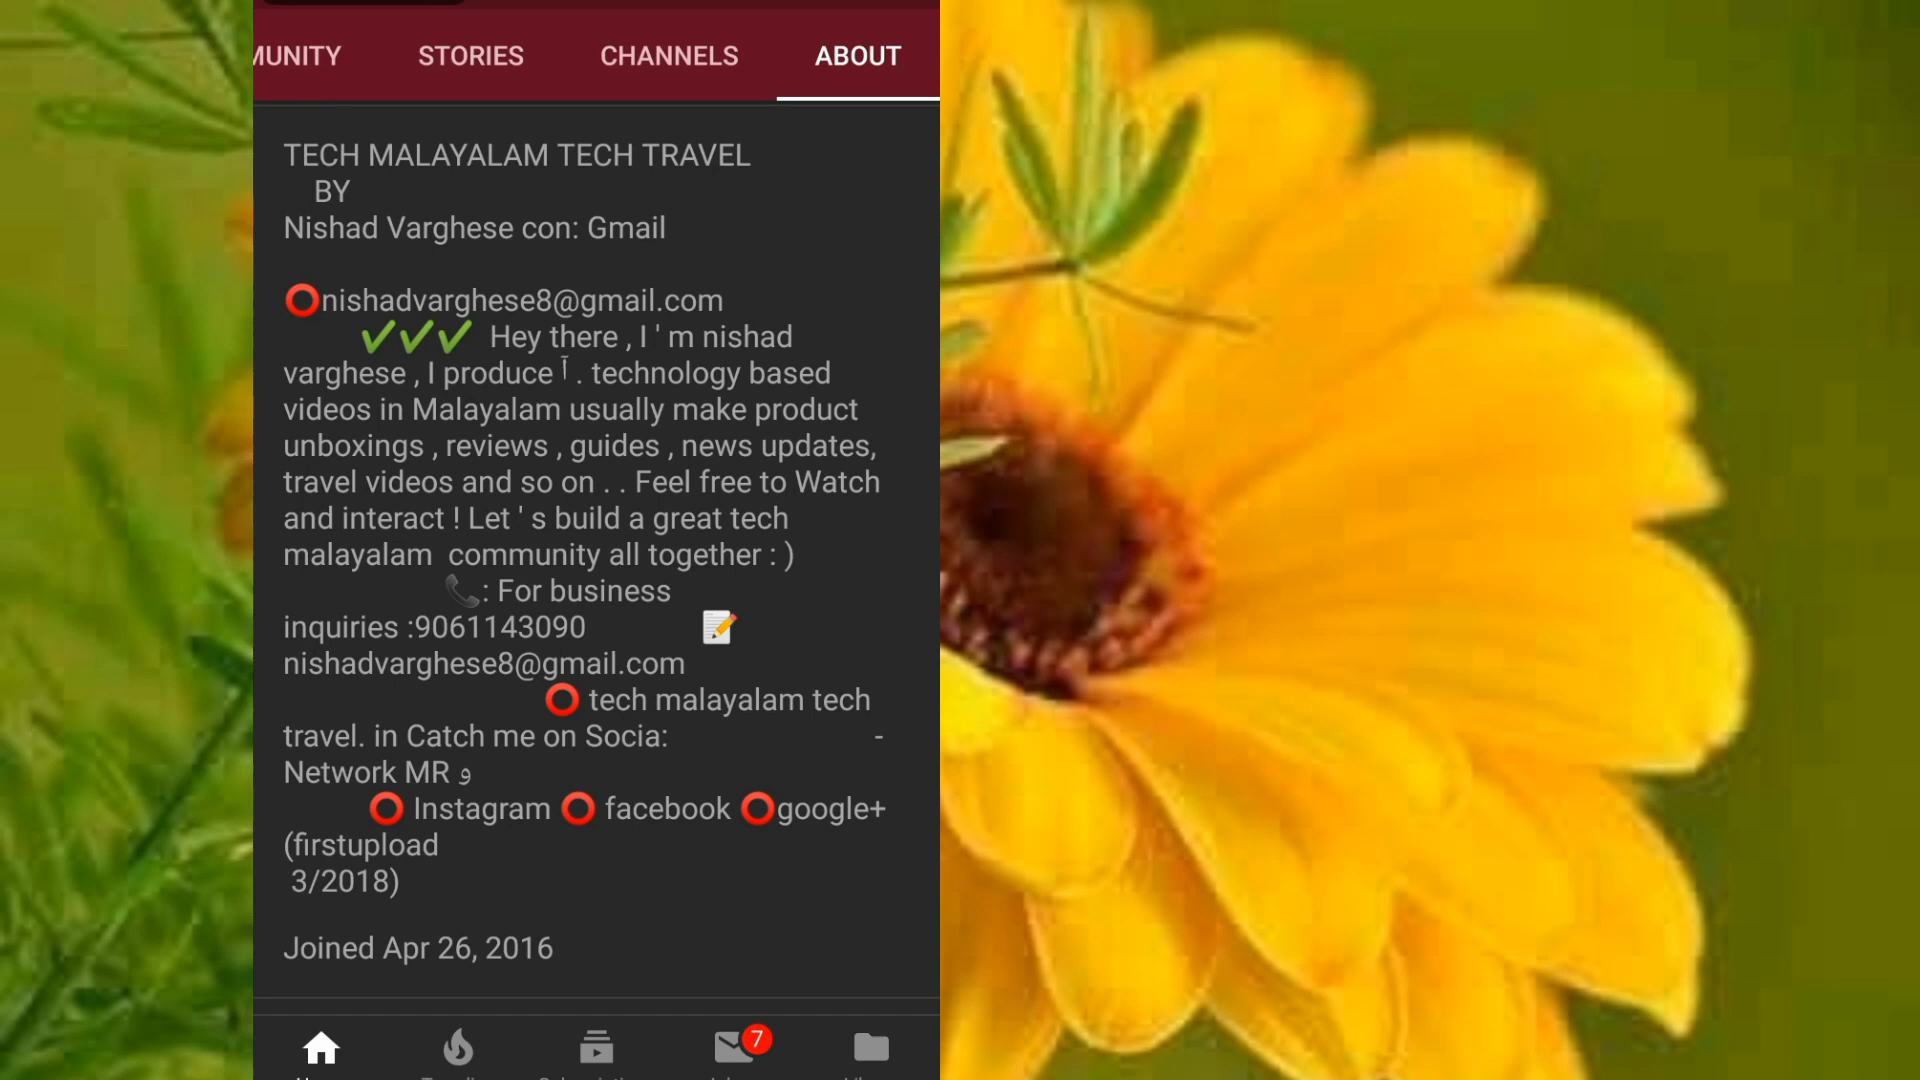 MUNITY STORIES CHANNELS ABOUT
TECH MALAYALAM TECH TRAVEL
BY
Nishad Varghese con: Gmail
⭕nishadvarghese8@gmail.com
✔✔✔ Hey there , I ' m nishad
varghese , I produce آ . technology based
videos in Malayalam usually make product
unboxings , reviews , guides , news updates,
travel videos and so on . . Feel free to Watch
and interact ! Let ' s build a great tech
malayalam community all together : )
📞: For business
inquiries :9061143090 📝
nishadvarghese8@gmail.com
⭕ tech malayalam tech
travel. in Catch me on Socia: -
Network MR و
⭕ Instagram ⭕ facebook ⭕google+
(firstupload
3/2018)
Joined Apr 26, 2016
7